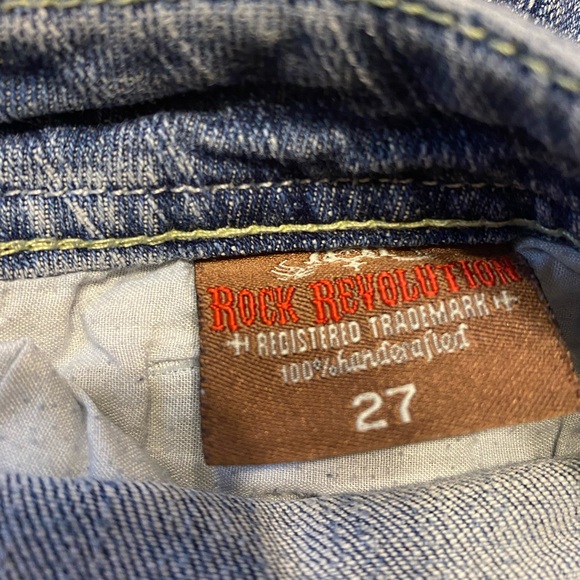 ROCK REVOLUTION
REGISTERED TRADEMARK
100%handcrafted
27